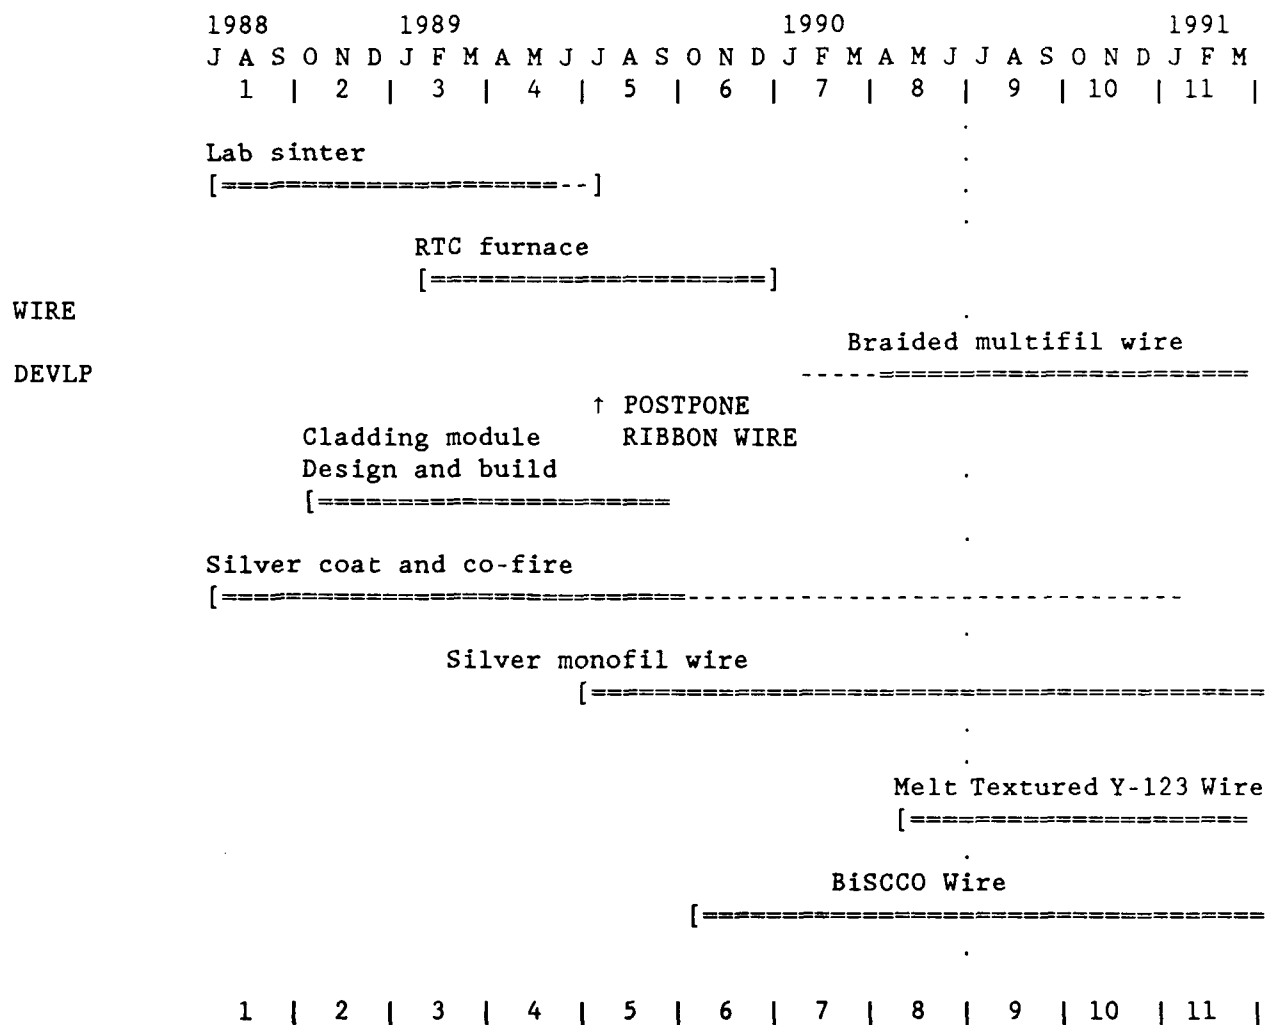 1988 1989 1990 1991
J A S O N D J F M A M J J A S O N D J F M A M J J A S O N D J F M
1 | 2 | 3 | 4 | 5 | 6 | 7 | 8 | 9 | 10 | 11 |
Lab sinter
[=====================--]
RTC furnace
[=====================]
WIRE
Braided multifil wire
DEVLP
-----=======================
↑ POSTPONE
Cladding module RIBBON WIRE
Design and build
[======================
Silver coat and co-fire
[=============================-------------------------------
Silver monofil wire
[==========================================
Melt Textured Y-123 Wire
[=====================
BiSCCO Wire
[===================================
1 | 2 | 3 | 4 | 5 | 6 | 7 | 8 | 9 | 10 | 11 |